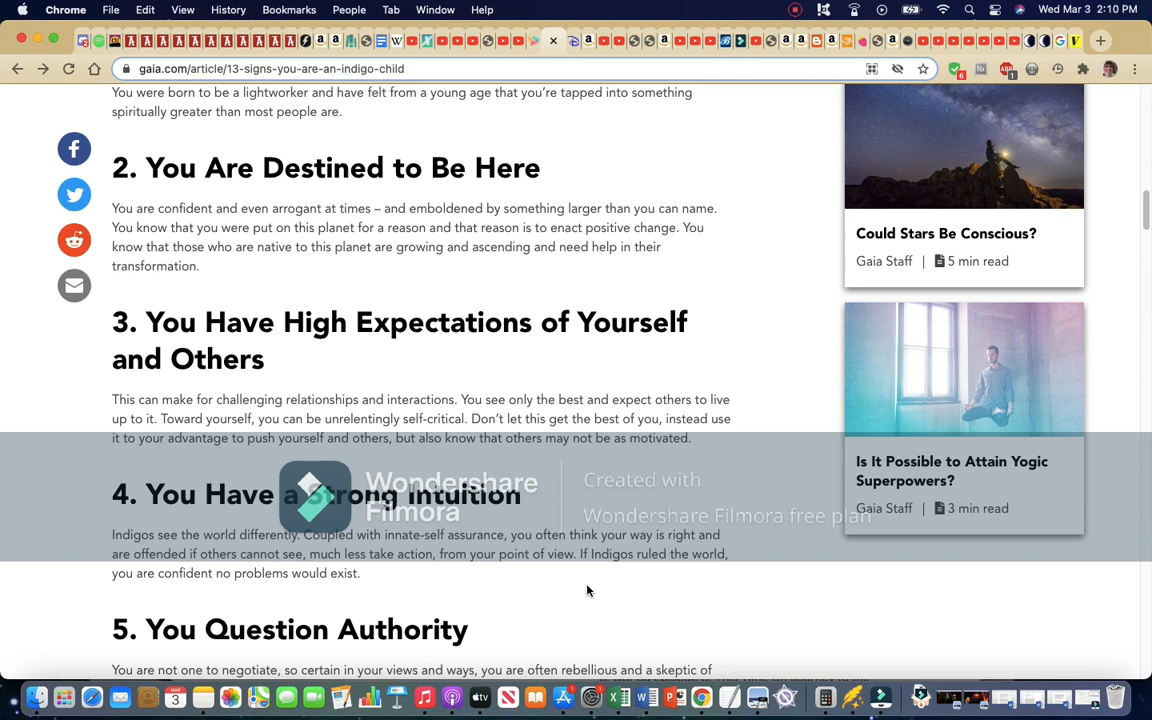 Chrome File Edit View History Bookmarks People Tab Window Help Wed Mar 3 2:10 PM
gaia.com/article/13-signs-you-are-an-indigo-child
You were born to be a lightworker and have felt from a young age that you're tapped into something
spiritually greater than most people are.
2. You Are Destined to Be Here
You are confident and even arrogant at times – and emboldened by something larger than you can name.
You know that you were put on this planet for a reason and that reason is to enact positive change. You
know that those who are native to this planet are growing and ascending and need help in their
transformation.
3. You Have High Expectations of Yourself
and Others
This can make for challenging relationships and interactions. You see only the best and expect others to live
up to it. Toward yourself, you can be unrelentingly self-critical. Don't let this get the best of you, instead use
it to your advantage to push yourself and others, but also know that others may not be as motivated.
4. You Have a Strong Intuition
Indigos see the world differently. Coupled with innate-self assurance, you often think your way is right and
are offended if others cannot see, much less take action, from your point of view. If Indigos ruled the world,
you are confident no problems would exist.
5. You Question Authority
You are not one to negotiate, so certain in your views and ways, you are often rebellious and a skeptic of
Could Stars Be Conscious?
Gaia Staff | 5 min read
Is It Possible to Attain Yogic
Superpowers?
Gaia Staff | 3 min read
Wondershare
Filmora
Created with
Wondershare Filmora free plan